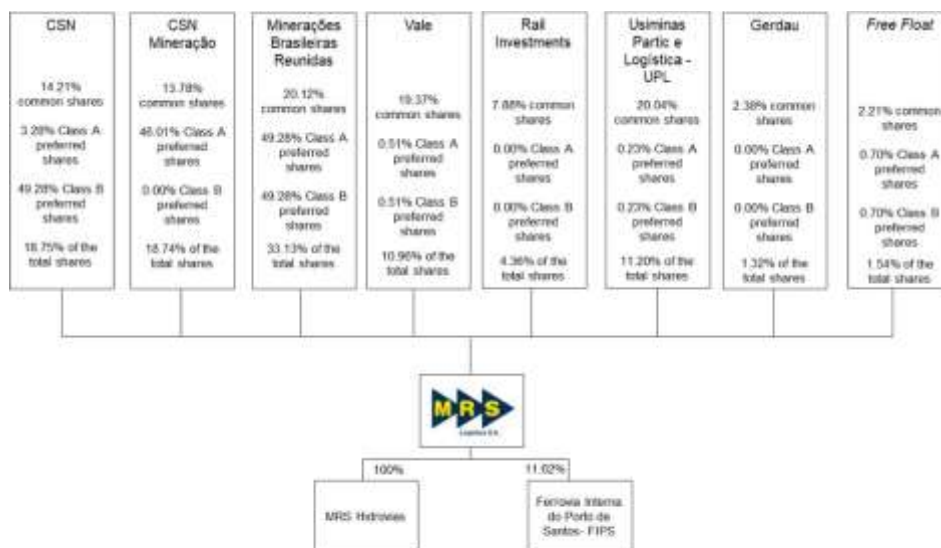 CSN
14.21%
common shares
3.28% Class A
preferred
shares
49.28% Class B
preferred
shares
18.75% of the
total shares
CSN
Mineração
13.78%
common shares
46.01% Class A
preferred
shares
0.00% Class B
preferred
shares
18.74% of the
total shares
Minerações
Brasileiras
Reunidas
20.12%
common shares
49.28% Class A
preferred
shares
49.28% Class B
preferred
shares
33.13% of the
total shares
Vale
19.37%
common shares
0.51% Class A
preferred
shares
0.51% Class B
preferred
shares
10.96% of the
total shares
Rail
Investments
7.88% common
shares
0.00% Class A
preferred
shares
0.00% Class B
preferred
shares
4.36% of the
total shares
Usiminas
Partic e
Logística -
UPL
20.04%
common shares
0.23% Class A
preferred
shares
0.23% Class B
preferred
shares
11.20% of the
total shares
Gerdau
2.38% common
shares
0.00% Class A
preferred
shares
0.00% Class B
preferred
shares
1.32% of the
total shares
Free Float
2.21% common
shares
0.70% Class A
preferred
shares
0.70% Class B
preferred
shares
1.54% of the
total shares
MRS
Logística S.A.
100%
11.02%
MRS Hidrovias
Ferrovia Interna
do Porto de
Santos- FIPS